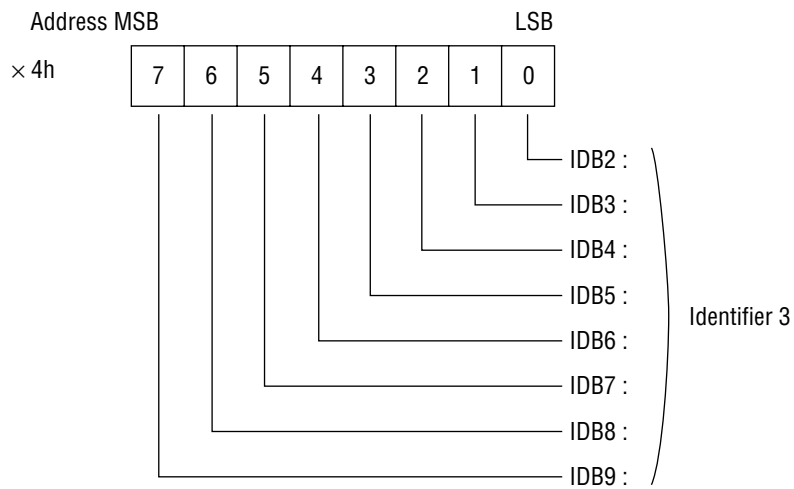 Address MSB LSB
× 4h 7 6 5 4 3 2 1 0
IDB2 :
IDB3 :
IDB4 :
IDB5 :
Identifier 3
IDB6 :
IDB7 :
IDB8 :
IDB9 :